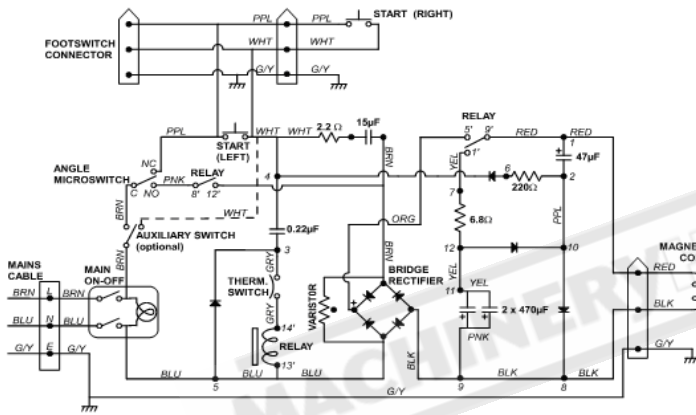 PPL
START (RIGHT)
PPL
FOOTSWITCH
CONNECTOR
WHT
WHT
G/Y
G/Y
PPL
WHT
WHT
START
(LEFT)
2.2 Ω
15µF
RELAY
5'
9'
1'
RED
RED
1
47µF
BRN
YEL
ANGLE
MICROSWITCH
NC
C
NO
PNK
RELAY
8'
12'
4
6
220Ω
2
7
BRN
WHT
AUXILIARY SWITCH
(optional)
0.22µF
ORG
6.8Ω
PPL
3
12
10
BRN
GRY
BRN
MAINS
CABLE
MAIN
ON-OFF
THERM.
SWITCH
VARISTOR
BRIDGE
RECTIFIER
YEL
11
YEL
RED
BRN
L
BRN
GRY
2 x 470µF
BLK
BLU
N
BLU
14'
RELAY
PNK
G/Y
E
G/Y
13'
BLK
BLU
5
BLU
BLU
BLK
BLK
BLK
G/Y
9
8
MACHINERY